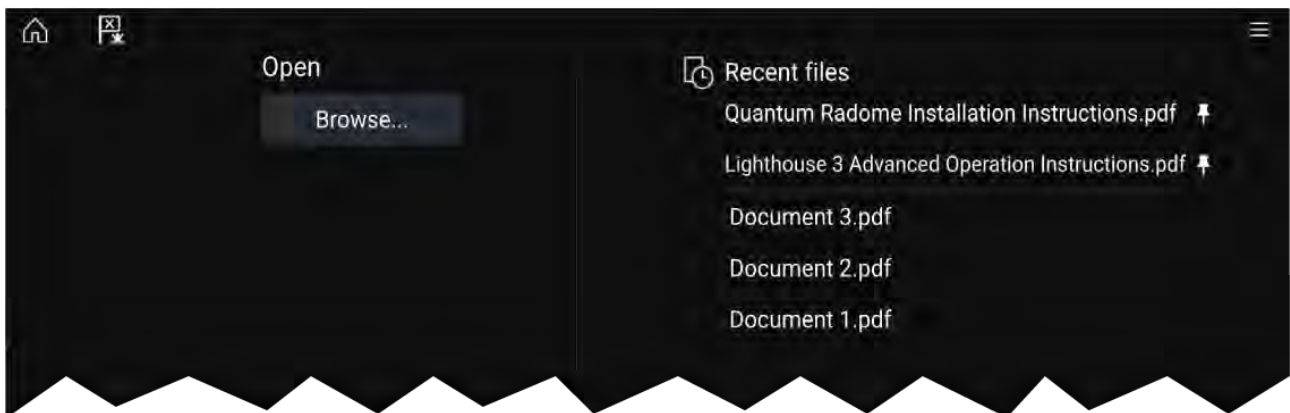 Open
Browse...
Recent files
Quantum Radome Installation Instructions.pdf
Lighthouse 3 Advanced Operation Instructions.pdf
Document 3.pdf
Document 2.pdf
Document 1.pdf